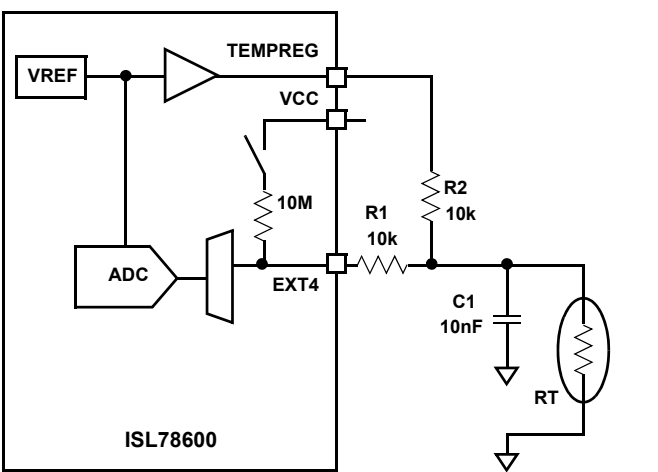 TEMPREG
VREF
VCC
10M
R2
10k
R1
10k
ADC
EXT4
C1
10nF
RT
ISL78600